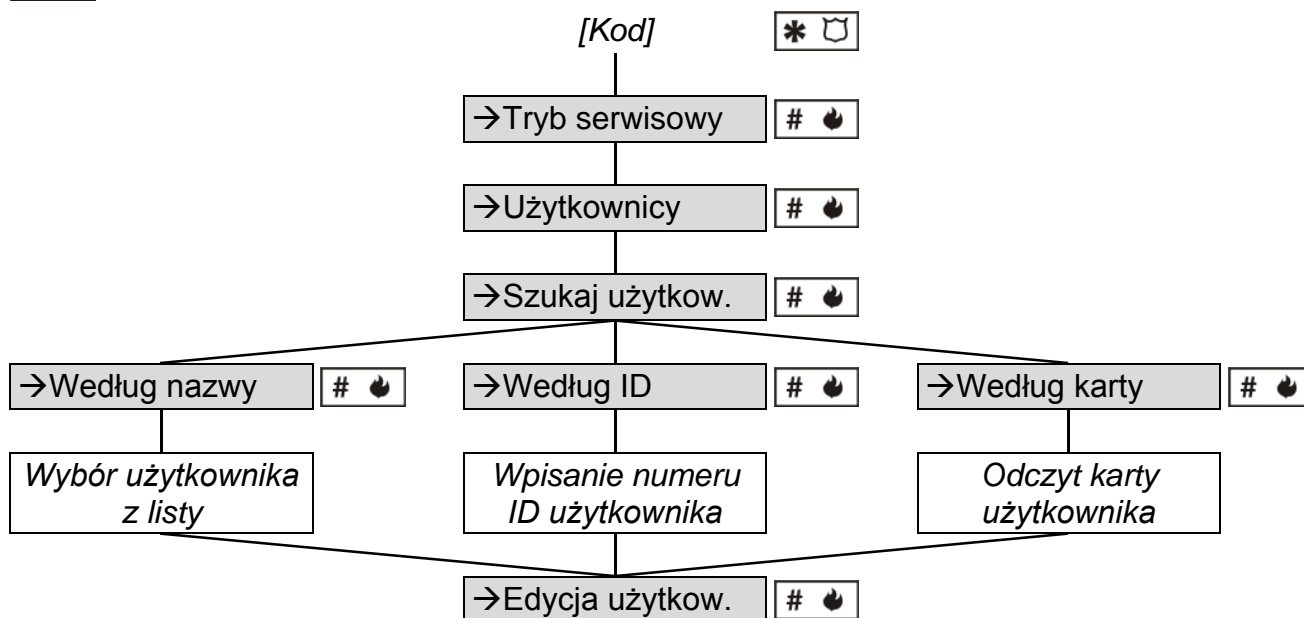 [Kod] *
→Tryb serwisowy #
→Użytkownicy #
→Szukaj użytkow. #
→Według nazwy # →Według ID # →Według karty #
Wybór użytkownika
z listy
Wpisanie numeru
ID użytkownika
Odczyt karty
użytkownika
→Edycja użytkow. #